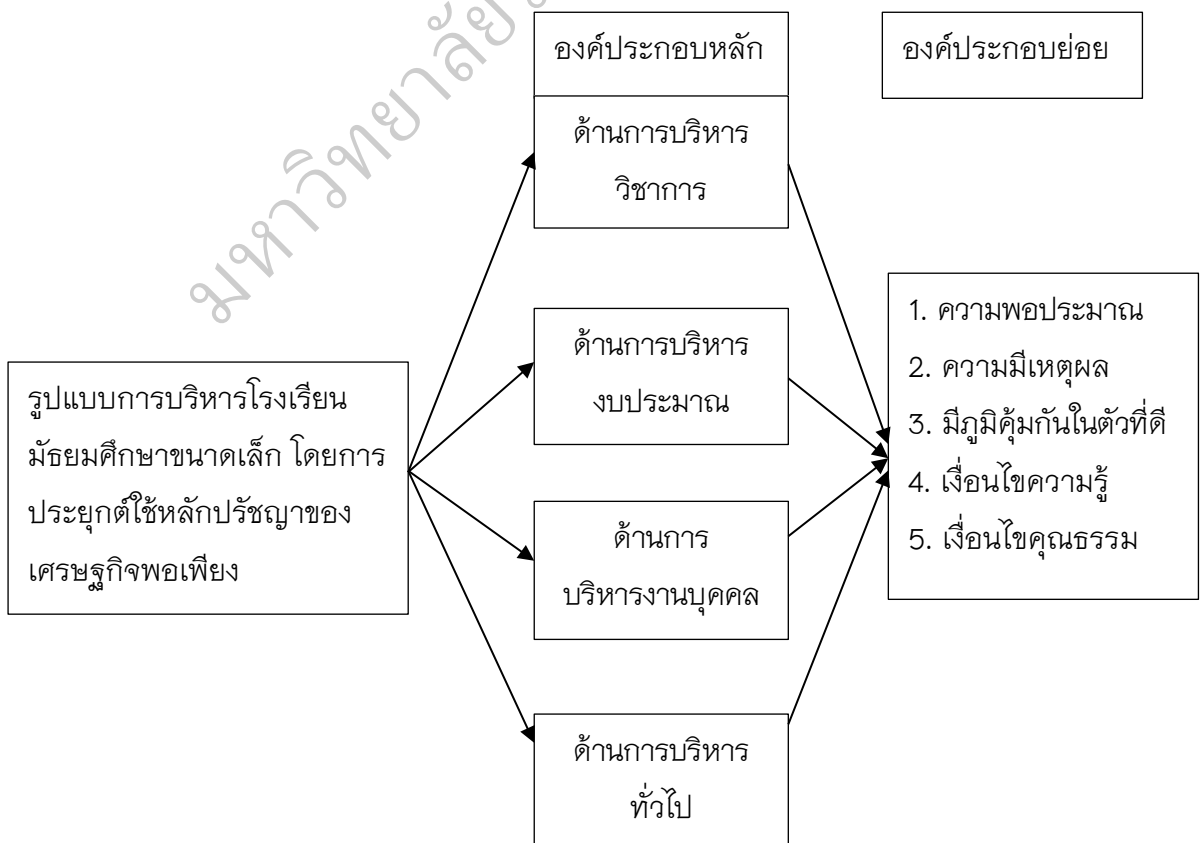 มหาวิทยาลัย
องค์ประกอบหลัก
องค์ประกอบย่อย
ด้านการบริหาร
วิชาการ
ด้านการบริหาร
งบประมาณ
ด้านการ
บริหารงานบุคคล
ด้านการบริหาร
ทั่วไป
รูปแบบการบริหารโรงเรียน
มัธยมศึกษาขนาดเล็ก โดยการ
ประยุกต์ใช้หลักปรัชญาของ
เศรษฐกิจพอเพียง
1. ความพอประมาณ
2. ความมีเหตุผล
3. มีภูมิคุ้มกันในตัวที่ดี
4. เงื่อนไขความรู้
5. เงื่อนไขคุณธรรม